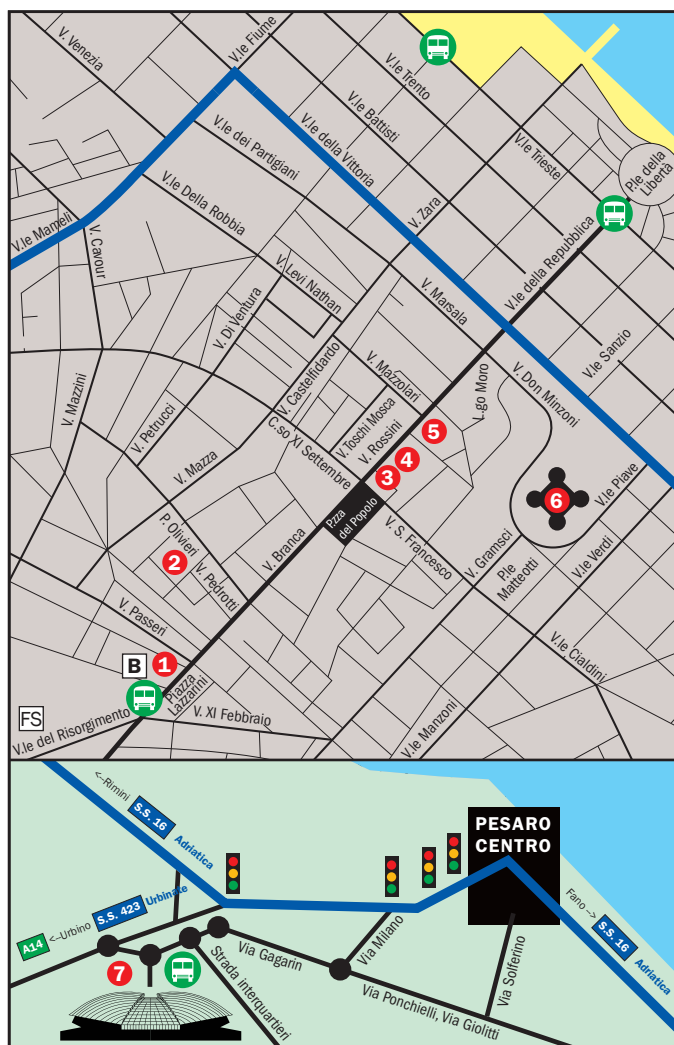 V. Venezia
V.le Fiume
V.le Trento
V.le Battisti
V.le dei Partigiani
V.le della Vittoria
V.le Trieste
P.le della
Libertà
V.le Della Robbia
V. Zara
V.le della Repubblica
V.le Mameli
V. Cavour
V. Levi Nathan
V. Marsala
V. Di Ventura
V.le Sanzio
V. Mazzini
V. Castelfidardo
V. Mazzolari
L.go Moro
V. Don Minzoni
V. Petrucci
V. Toschi Mosca
V. Rossini
C.so XI Settembre
V. Mazza
5
4
3
6
V.le Piave
P.zza
del Popolo
P. Olivieri
2
V. Pedrotti
V. Branca
V. S. Francesco
V. Gramsci
P.le
Matteotti
V.le Verdi
V. Passeri
B
1
Piazza
Lazzarini
V.le Cialdini
FS
V.le del Risorgimento
V. XI Febbraio
V.le Manzoni
<--Rimini
S.S. 16
Adriatica
PESARO
CENTRO
A14
<--Urbino
S.S. 423
Urbinate
Fano -->
S.S. 16
Adriatica
7
Strada Interquartieri
Via Gagarin
Via Milano
Via Ponchielli, Via Giolitti
Via Solferino